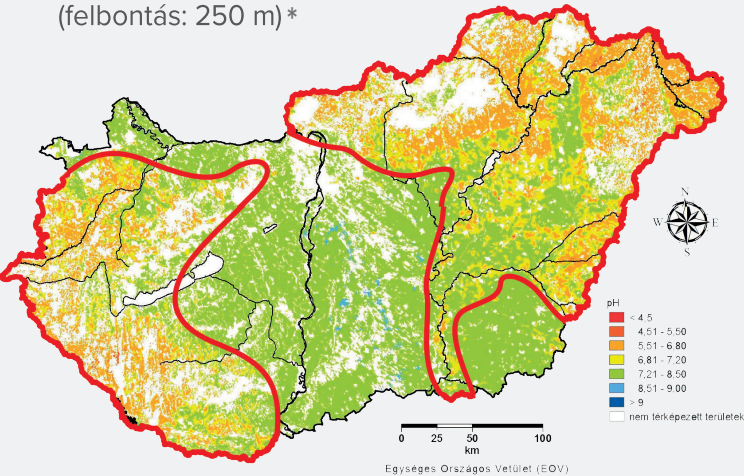 (felbontás: 250 m)*
N
W E
S
pH
< 4,5
4,51 - 5,50
5,51 - 6,80
6,81 - 7,20
7,21 - 8,50
8,51 - 9,00
> 9
nem térképezett területek
0 25 50 100
km
Egységes Országos Vetület (EOV)